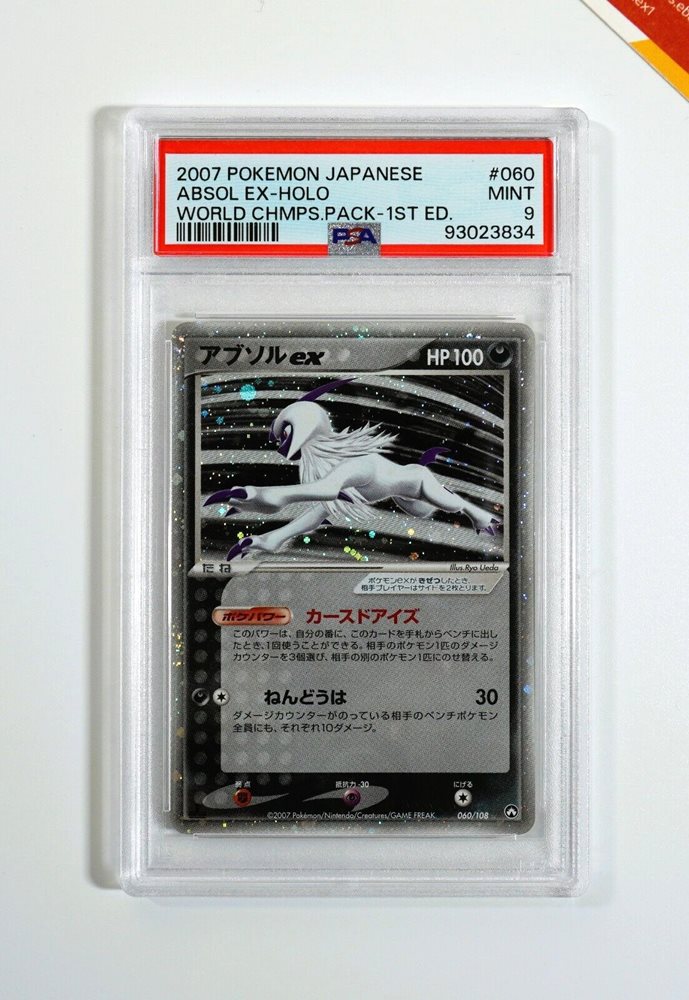 s.eb
ex1
2007 POKEMON JAPANESE #060
ABSOL EX-HOLO MINT
WORLD CHMPS.PACK-1ST ED. 9
PSA 93023834
アブソルex HP100
たね Illus.Ryo Ueda
ポケモンexが きぜつしたとき、
相手プレイヤーはサイドを2枚とります。
ポケパワー カースドアイズ
このパワーは、自分の番に、このカードを手札からベンチに出し
たとき、1回使うことができる。相手のポケモン1匹のダメージ
カウンターを3個選び、相手の別のポケモン1匹にのせ替える。
ねんどうは 30
ダメージカウンターがのっている相手のベンチポケモン
全員にも、それぞれ10ダメージ。
弱点 抵抗力 -30 にげる
©2007 Pokémon/Nintendo/Creatures/GAME FREAK. 060/108